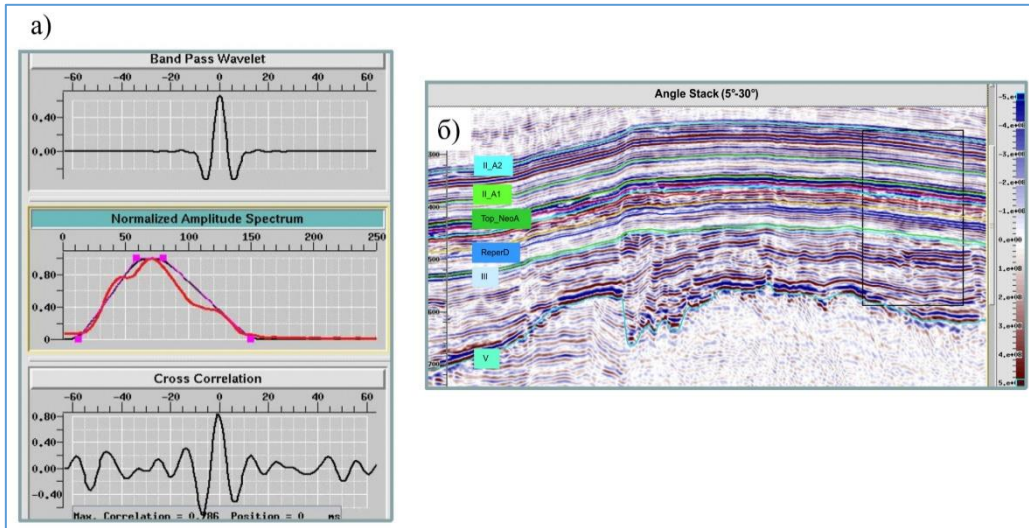 а)
Band Pass Wavelet
-60 -40 -20 0 20 40 60
0.40
0.00
Normalized Amplitude Spectrum
0 50 100 150 200 250
0.80
0.40
0
Cross Correlation
-60 -40 -20 0 20 40 60
0.80
0.40
0.00
-0.40
Max. Correlation = 0.786 Position = 0 ms
Angle Stack (5°-30°)
б)
II_A2
II_A1
Top_NeoA
ReperD
III
V
300
400
500
600
700